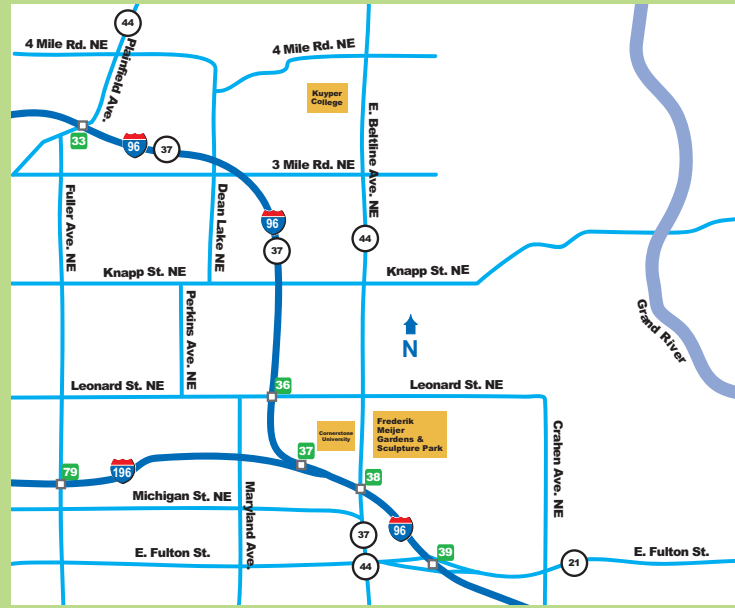 44
4 Mile Rd. NE
Plainfield Ave.
4 Mile Rd. NE
Kuyper
College
E. Beltline Ave. NE
33
96
37
3 Mile Rd. NE
Fuller Ave. NE
Dean Lake NE
96
37
44
Knapp St. NE
Knapp St. NE
Perkins Ave. NE
N
Grand River
36
Leonard St. NE
Leonard St. NE
Cornerstone
University
Frederik
Meijer
Gardens &
Sculpture Park
Crahen Ave. NE
37
79
196
38
Michigan St. NE
Maryland Ave.
96
37
39
E. Fulton St.
44
21
E. Fulton St.